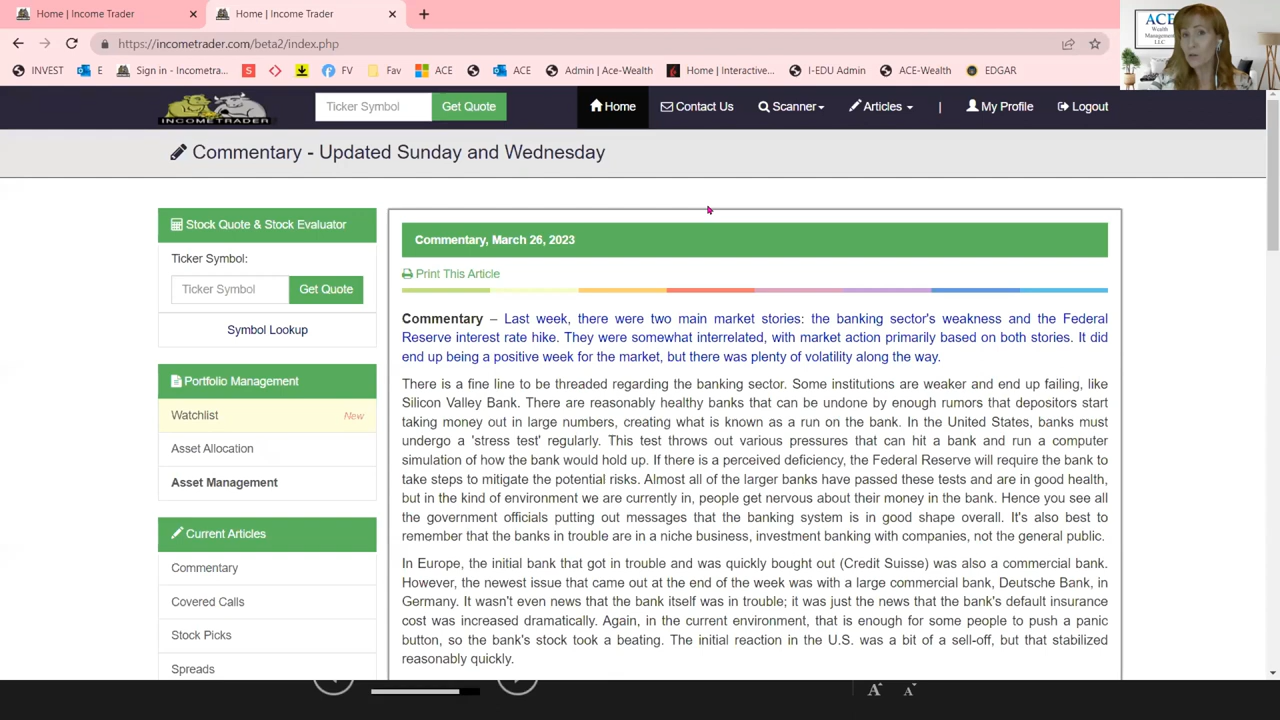 Home | Income Trader
Home | Income Trader
https://incometrader.com/beta2/index.php
INVEST
E
Sign in - Incometra...
S
FV
Fav
ACE
ACE
Admin | Ace-Wealth
Home | Interactive...
I-EDU Admin
ACE-Wealth
EDGAR
ACE
Wealth
Management
LLC
INCOMETRADER
Ticker Symbol
Get Quote
Home
Contact Us
Scanner
Articles
|
My Profile
Logout
Commentary - Updated Sunday and Wednesday
Stock Quote & Stock Evaluator
Ticker Symbol:
Ticker Symbol
Get Quote
Symbol Lookup
Portfolio Management
Watchlist
New
Asset Allocation
Asset Management
Current Articles
Commentary
Covered Calls
Stock Picks
Spreads
Commentary, March 26, 2023
Print This Article
Commentary – Last week, there were two main market stories: the banking sector's weakness and the Federal
Reserve interest rate hike. They were somewhat interrelated, with market action primarily based on both stories. It did
end up being a positive week for the market, but there was plenty of volatility along the way.
There is a fine line to be threaded regarding the banking sector. Some institutions are weaker and end up failing, like
Silicon Valley Bank. There are reasonably healthy banks that can be undone by enough rumors that depositors start
taking money out in large numbers, creating what is known as a run on the bank. In the United States, banks must
undergo a 'stress test' regularly. This test throws out various pressures that can hit a bank and run a computer
simulation of how the bank would hold up. If there is a perceived deficiency, the Federal Reserve will require the bank to
take steps to mitigate the potential risks. Almost all of the larger banks have passed these tests and are in good health,
but in the kind of environment we are currently in, people get nervous about their money in the bank. Hence you see all
the government officials putting out messages that the banking system is in good shape overall. It's also best to
remember that the banks in trouble are in a niche business, investment banking with companies, not the general public.
In Europe, the initial bank that got in trouble and was quickly bought out (Credit Suisse) was also a commercial bank.
However, the newest issue that came out at the end of the week was with a large commercial bank, Deutsche Bank, in
Germany. It wasn't even news that the bank itself was in trouble; it was just the news that the bank's default insurance
cost was increased dramatically. Again, in the current environment, that is enough for some people to push a panic
button, so the bank's stock took a beating. The initial reaction in the U.S. was a bit of a sell-off, but that stabilized
reasonably quickly.
A
A